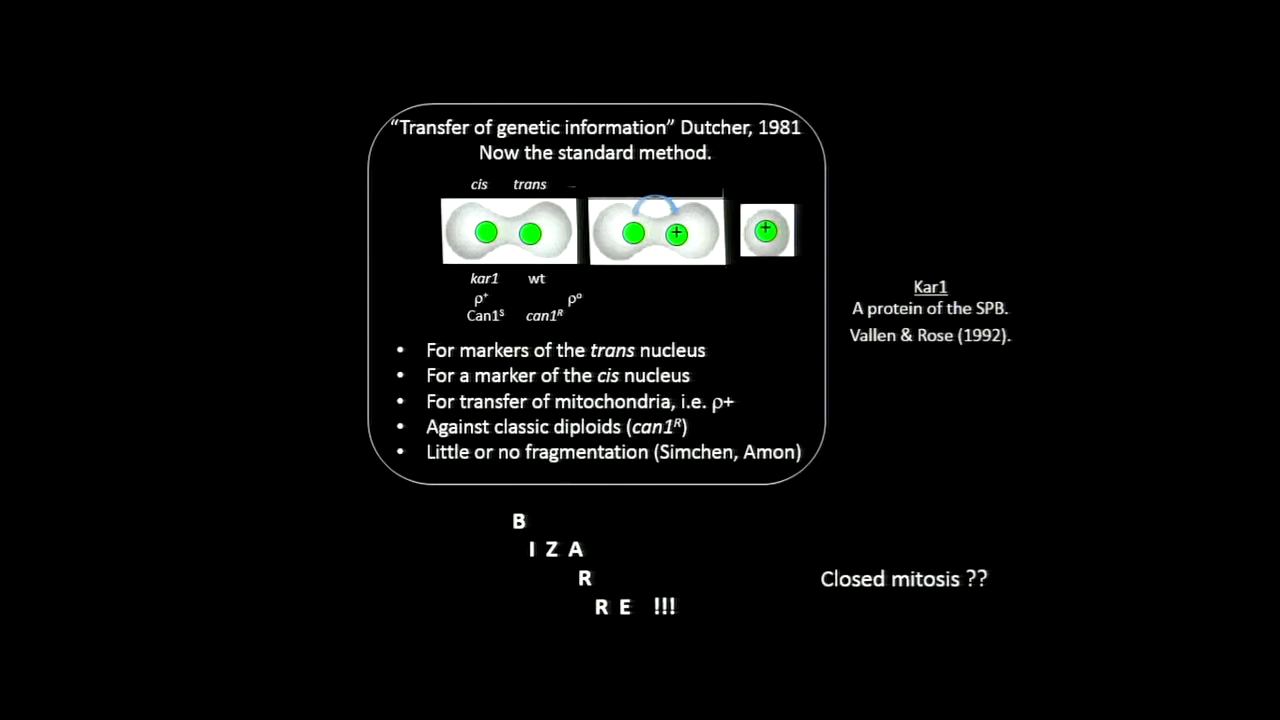 “Transfer of genetic information” Dutcher, 1981
Now the standard method.
cis trans
+ +
kar1 wt
ρ⁺ ρᵒ
Can1ˢ can1ᴿ
• For markers of the trans nucleus
• For a marker of the cis nucleus
• For transfer of mitochondria, i.e. ρ+
• Against classic diploids (can1ᴿ)
• Little or no fragmentation (Simchen, Amon)
Kar1
A protein of the SPB.
Vallen & Rose (1992).
B
I Z A
R
R E !!!
Closed mitosis ??